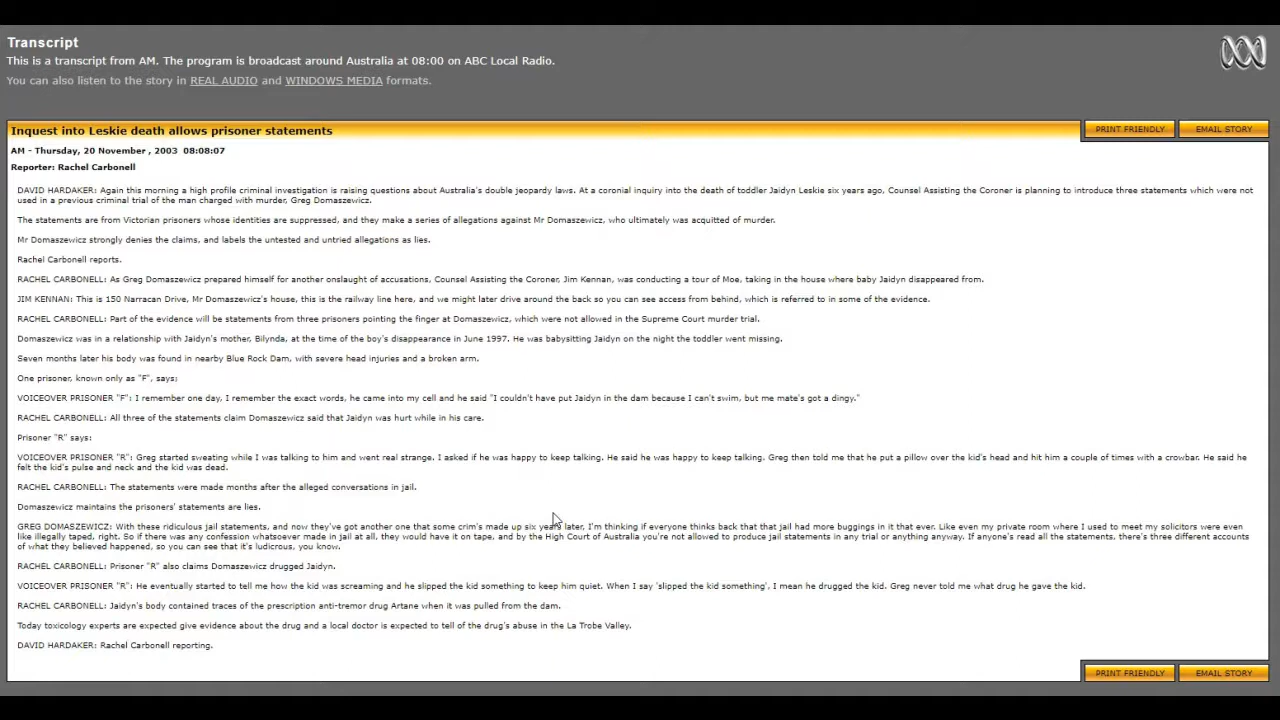 Transcript
This is a transcript from AM. The program is broadcast around Australia at 08:00 on ABC Local Radio.
You can also listen to the story in REAL AUDIO and WINDOWS MEDIA formats.
Inquest into Leskie death allows prisoner statements
PRINT FRIENDLY
EMAIL STORY
AM - Thursday, 20 November , 2003 08:08:07
Reporter: Rachel Carbonell
DAVID HARDAKER: Again this morning a high profile criminal investigation is raising questions about Australia's double jeopardy laws. At a coronial inquiry into the death of toddler Jaidyn Leskie six years ago, Counsel Assisting the Coroner is planning to introduce three statements which were not
used in a previous criminal trial of the man charged with murder, Greg Domaszewicz.
The statements are from Victorian prisoners whose identities are suppressed, and they make a series of allegations against Mr Domaszewicz, who ultimately was acquitted of murder.
Mr Domaszewicz strongly denies the claims, and labels the untested and untried allegations as lies.
Rachel Carbonell reports.
RACHEL CARBONELL: As Greg Domaszewicz prepared himself for another onslaught of accusations, Counsel Assisting the Coroner, Jim Kennan, was conducting a tour of Moe, taking in the house where baby Jaidyn disappeared from.
JIM KENNAN: This is 150 Narracan Drive, Mr Domaszewicz's house, this is the railway line here, and we might later drive around the back so you can see access from behind, which is referred to in some of the evidence.
RACHEL CARBONELL: Part of the evidence will be statements from three prisoners pointing the finger at Domaszewicz, which were not allowed in the Supreme Court murder trial.
Domaszewicz was in a relationship with Jaidyn's mother, Bilynda, at the time of the boy's disappearance in June 1997. He was babysitting Jaidyn on the night the toddler went missing.
Seven months later his body was found in nearby Blue Rock Dam, with severe head injuries and a broken arm.
One prisoner, known only as "F", says;
VOICEOVER PRISONER "F": I remember one day, I remember the exact words, he came into my cell and he said "I couldn't have put Jaidyn in the dam because I can't swim, but me mate's got a dingy."
RACHEL CARBONELL: All three of the statements claim Domaszewicz said that Jaidyn was hurt while in his care.
Prisoner "R" says:
VOICEOVER PRISONER "R": Greg started sweating while I was talking to him and went real strange. I asked if he was happy to keep talking. He said he was happy to keep talking. Greg then told me that he put a pillow over the kid's head and hit him a couple of times with a crowbar. He said he
felt the kid's pulse and neck and the kid was dead.
RACHEL CARBONELL: The statements were made months after the alleged conversations in jail.
Domaszewicz maintains the prisoners' statements are lies.
GREG DOMASZEWICZ: With these ridiculous jail statements, and now they've got another one that some crim's made up six years later, I'm thinking if everyone thinks back that that jail had more buggings in it that ever. Like even my private room where I used to meet my solicitors were even
like illegally taped, right. So if there was any confession whatsoever made in jail at all, they would have it on tape, and by the High Court of Australia you're not allowed to produce jail statements in any trial or anything anyway. If anyone's read all the statements, there's three different accounts
of what they believed happened, so you can see that it's ludicrous, you know.
RACHEL CARBONELL: Prisoner "R" also claims Domaszewicz drugged Jaidyn.
VOICEOVER PRISONER "R": He eventually started to tell me how the kid was screaming and he slipped the kid something to keep him quiet. When I say 'slipped the kid something', I mean he drugged the kid. Greg never told me what drug he gave the kid.
RACHEL CARBONELL: Jaidyn's body contained traces of the prescription anti-tremor drug Artane when it was pulled from the dam.
Today toxicology experts are expected give evidence about the drug and a local doctor is expected to tell of the drug's abuse in the La Trobe Valley.
DAVID HARDAKER: Rachel Carbonell reporting.
PRINT FRIENDLY
EMAIL STORY